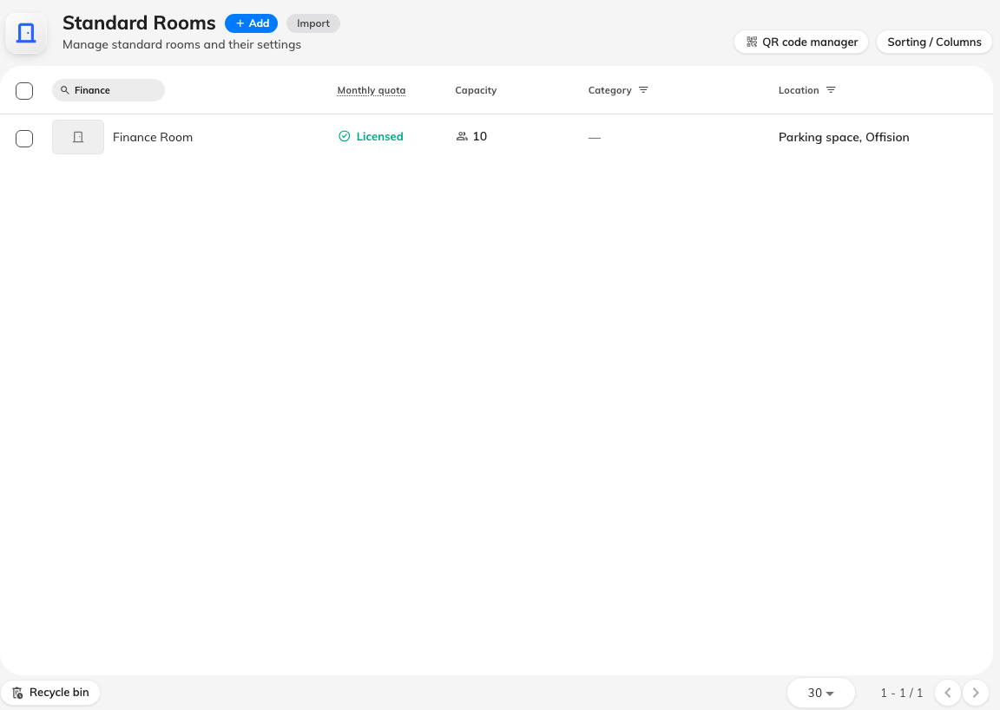 Standard Rooms
Add
Import
Manage standard rooms and their settings
QR code manager
Sorting / Columns
Finance
Monthly quota
Capacity
Category
Location
Finance Room
Licensed
10
—
Parking space, Offision
Recycle bin
30
1 - 1 / 1